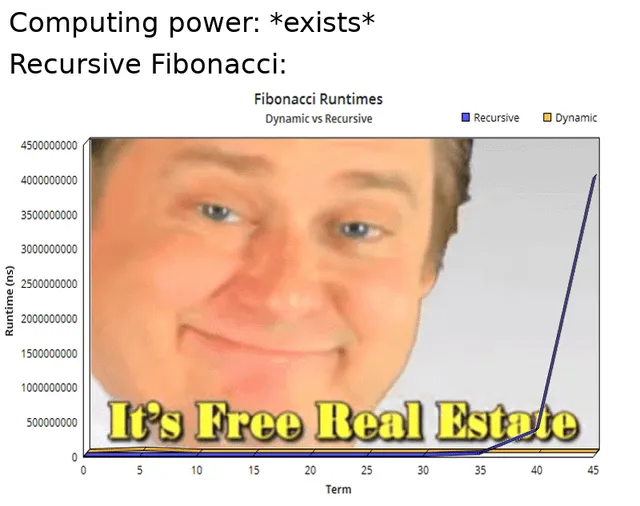 Computing power: *exists*
Recursive Fibonacci:
Fibonacci Runtimes
Dynamic vs Recursive
Recursive
Dynamic
4500000000
4000000000
3500000000
3000000000
2500000000
2000000000
1500000000
1000000000
500000000
0
Runtime (ns)
It's Free Real Estate
0 5 10 15 20 25 30 35 40 45
Term